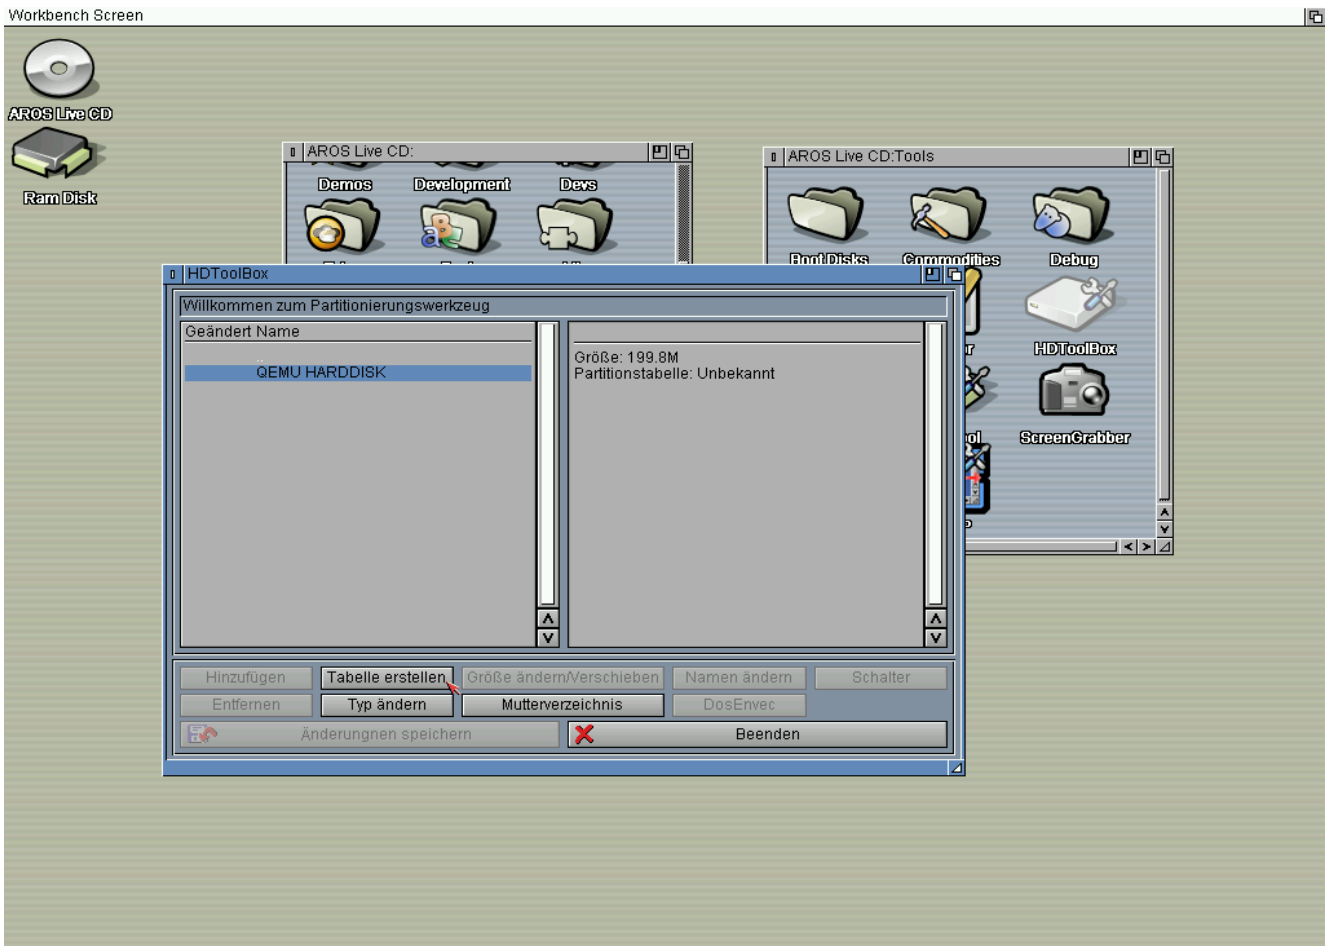 Workbench Screen
AROS Live CD
Ram Disk
AROS Live CD:
Demos
Development
Devs
AROS Live CD:Tools
Boot Disks
Commodities
Debug
HDToolBox
ScreenGrabber
HDToolBox
Willkommen zum Partitionierungswerkzeug
Geändert Name
..
QEMU HARDDISK
Größe: 199.8M
Partitionstabelle: Unbekannt
Hinzufügen
Tabelle erstellen
Größe ändern/Verschieben
Namen ändern
Schalter
Entfernen
Typ ändern
Mutterverzeichnis
DosEnvec
Änderungnen speichern
Beenden